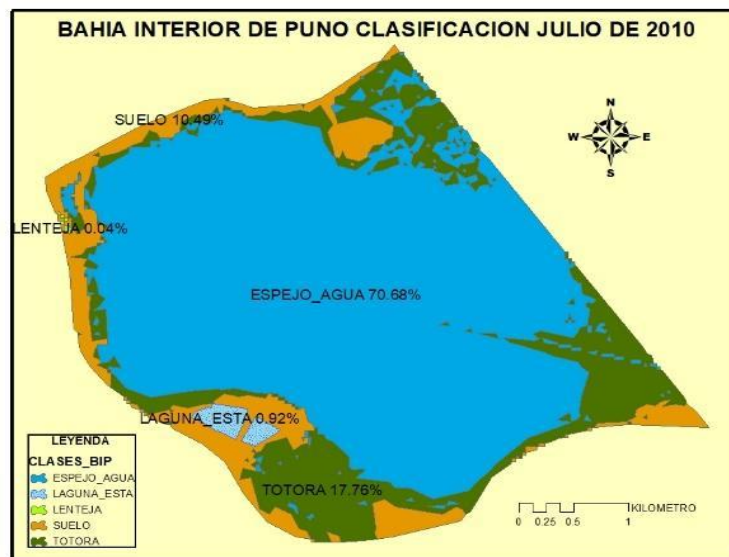 BAHIA INTERIOR DE PUNO CLASIFICACION JULIO DE 2010
SUELO 10.49%
N
W
E
S
LENTEJA 0.04%
ESPEJO_AGUA 70.68%
LAGUNA_ESTA 0.92%
TOTORA 17.76%
LEYENDA
CLASES_BIP
ESPEJO_AGUA
LAGUNA_ESTA
LENTEJA
SUELO
TOTORA
KILOMETRO
0 0.25 0.5 1